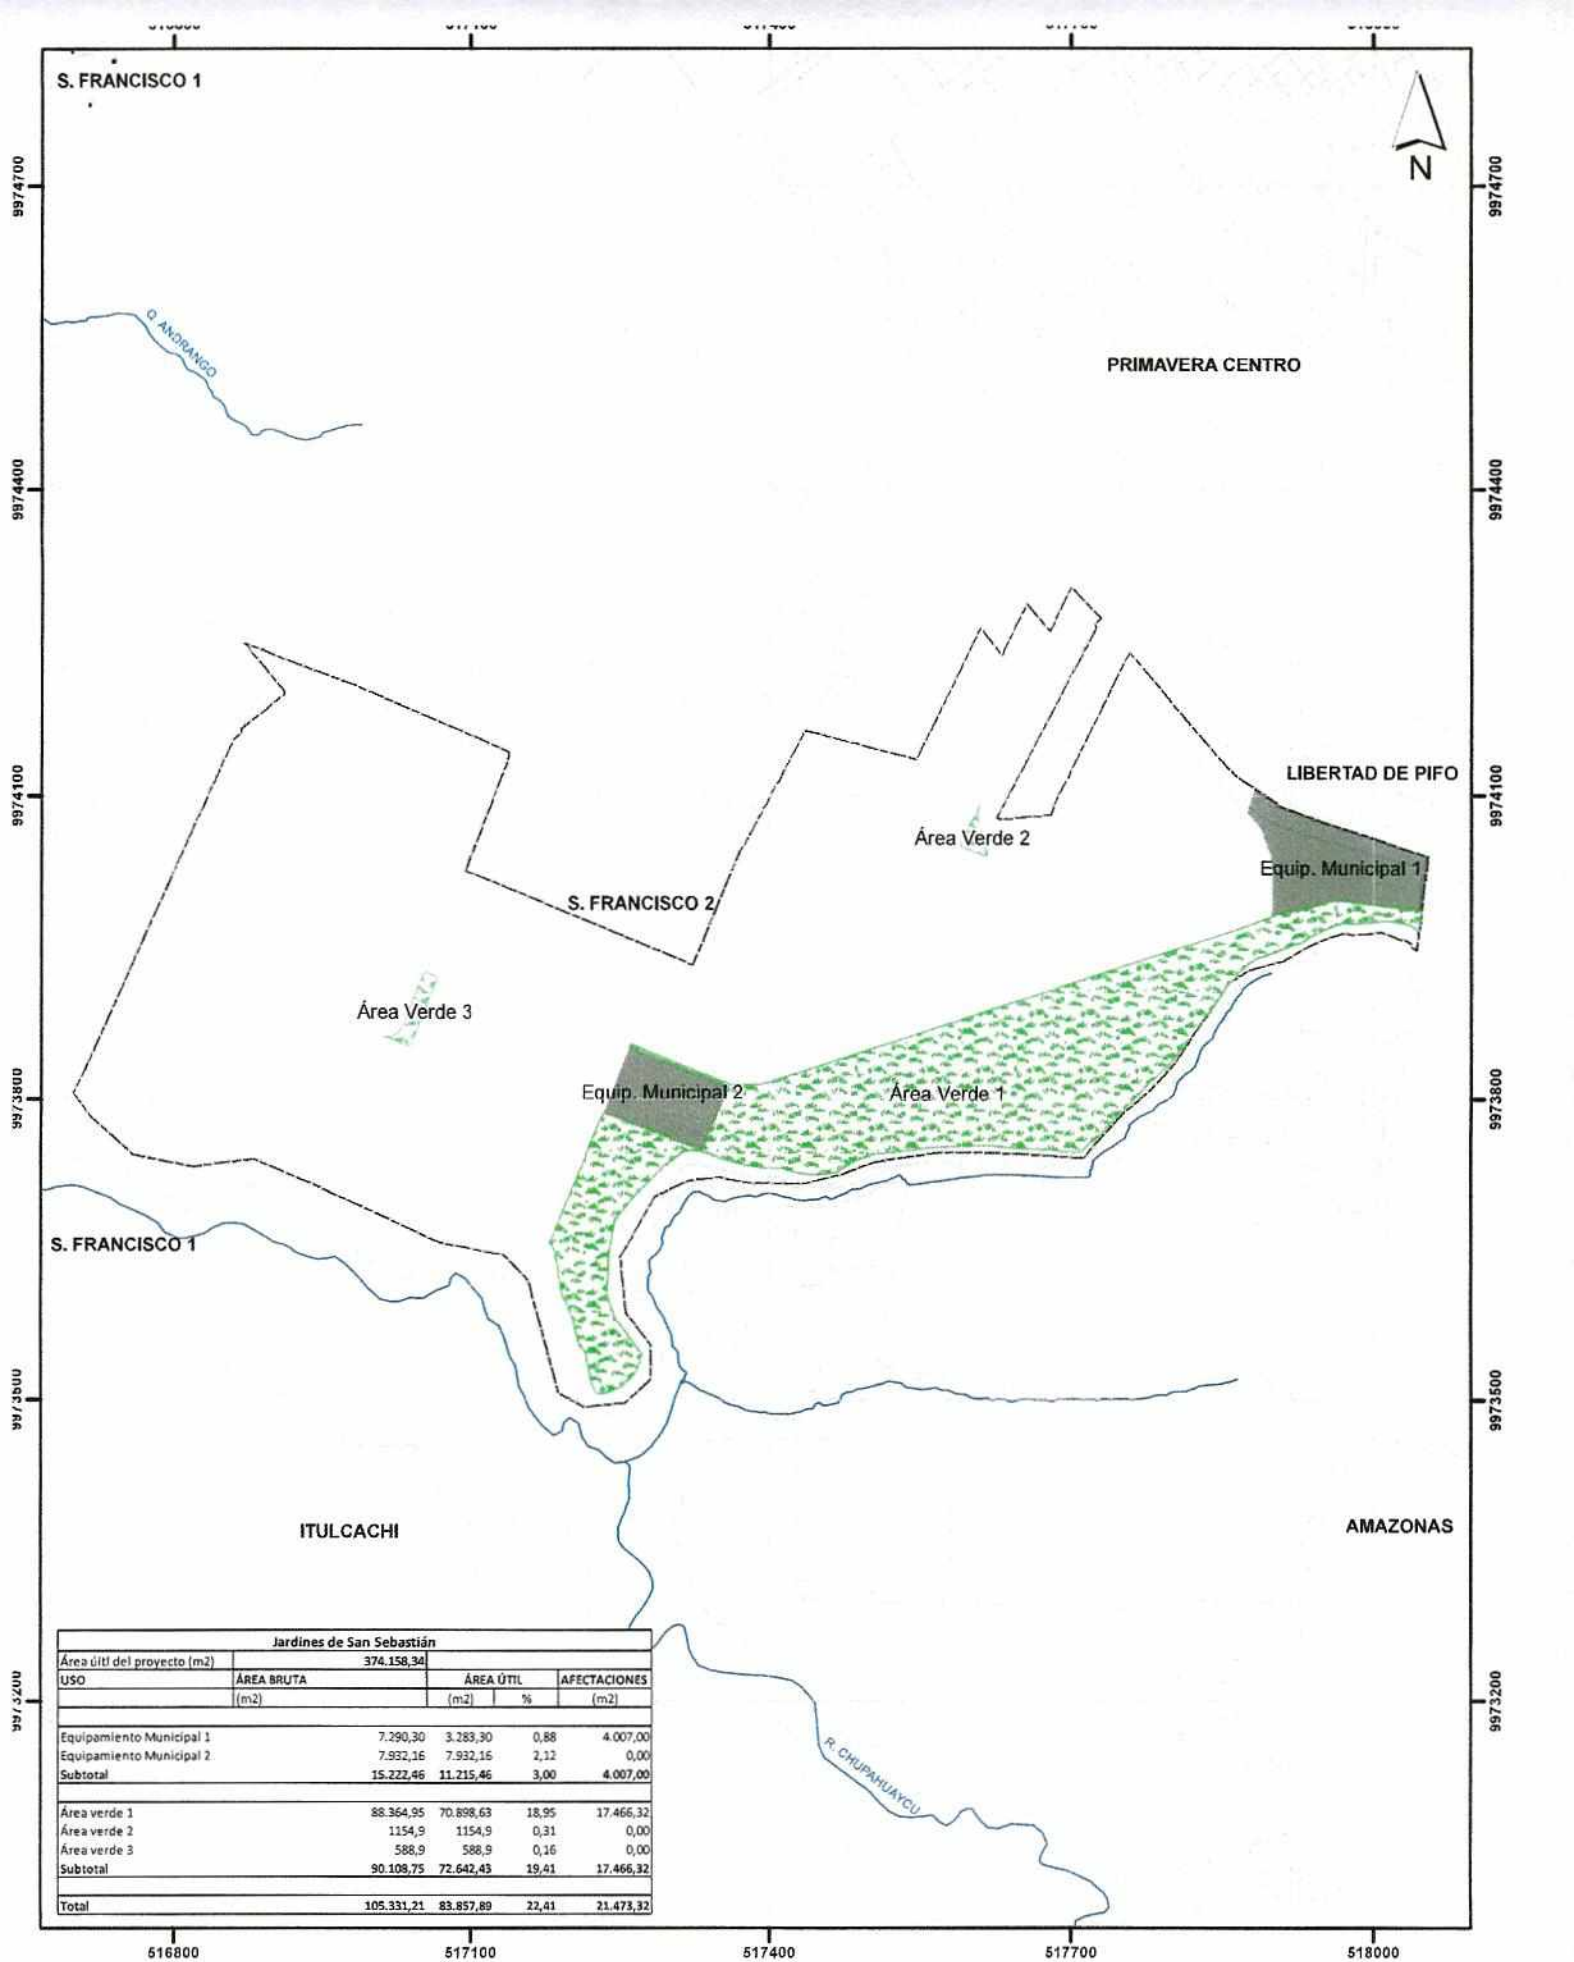 S. FRANCISCO 1
N
9974700
9974700
Q. ANDRANGO
PRIMAVERA CENTRO
9974400
9974400
LIBERTAD DE PIFO
9974100
9974100
Área Verde 2
Equip. Municipal 1
S. FRANCISCO 2
Área Verde 3
Equip. Municipal 2
Área Verde 1
9973800
9973800
S. FRANCISCO 1
9973500
9973500
ITULCACHI
AMAZONAS
Jardines de San Sebastián
Área útil del proyecto (m2) 374.158,34
USO ÁREA BRUTA ÁREA ÚTIL AFECTACIONES
(m2) (m2) % (m2)
Equipamiento Municipal 1 7.290,30 3.283,30 0,88 4.007,00
Equipamiento Municipal 2 7.932,16 7.932,16 2,12 0,00
Subtotal 15.222,46 11.215,46 3,00 4.007,00
Área verde 1 88.364,95 70.898,63 18,95 17.466,32
Área verde 2 1154,9 1154,9 0,31 0,00
Área verde 3 588,9 588,9 0,16 0,00
Subtotal 90.108,75 72.642,43 19,41 17.466,32
Total 105.331,21 83.857,89 22,41 21.473,32
9973200
9973200
R. CHUPAHUAYCU
516800 517100 517400 517700 518000